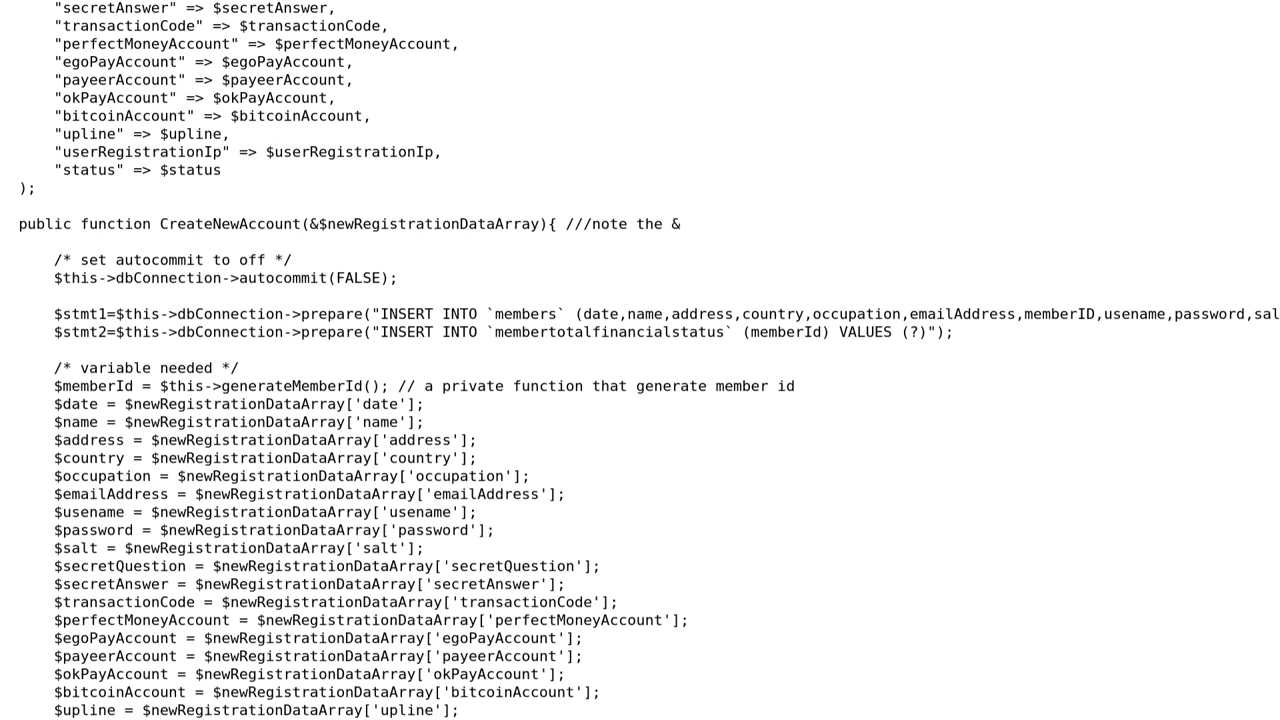 "secretAnswer" => $secretAnswer,
"transactionCode" => $transactionCode,
"perfectMoneyAccount" => $perfectMoneyAccount,
"egoPayAccount" => $egoPayAccount,
"payeerAccount" => $payeerAccount,
"okPayAccount" => $okPayAccount,
"bitcoinAccount" => $bitcoinAccount,
"upline" => $upline,
"userRegistrationIp" => $userRegistrationIp,
"status" => $status
);
public function CreateNewAccount(&$newRegistrationDataArray){ ///note the &
/* set autocommit to off */
$this->dbConnection->autocommit(FALSE);
$stmt1=$this->dbConnection->prepare("INSERT INTO `members` (date,name,address,country,occupation,emailAddress,memberID,usename,password,sal
$stmt2=$this->dbConnection->prepare("INSERT INTO `membertotalfinancialstatus` (memberId) VALUES (?)");
/* variable needed */
$memberId = $this->generateMemberId(); // a private function that generate member id
$date = $newRegistrationDataArray['date'];
$name = $newRegistrationDataArray['name'];
$address = $newRegistrationDataArray['address'];
$country = $newRegistrationDataArray['country'];
$occupation = $newRegistrationDataArray['occupation'];
$emailAddress = $newRegistrationDataArray['emailAddress'];
$usename = $newRegistrationDataArray['usename'];
$password = $newRegistrationDataArray['password'];
$salt = $newRegistrationDataArray['salt'];
$secretQuestion = $newRegistrationDataArray['secretQuestion'];
$secretAnswer = $newRegistrationDataArray['secretAnswer'];
$transactionCode = $newRegistrationDataArray['transactionCode'];
$perfectMoneyAccount = $newRegistrationDataArray['perfectMoneyAccount'];
$egoPayAccount = $newRegistrationDataArray['egoPayAccount'];
$payeerAccount = $newRegistrationDataArray['payeerAccount'];
$okPayAccount = $newRegistrationDataArray['okPayAccount'];
$bitcoinAccount = $newRegistrationDataArray['bitcoinAccount'];
$upline = $newRegistrationDataArray['upline'];